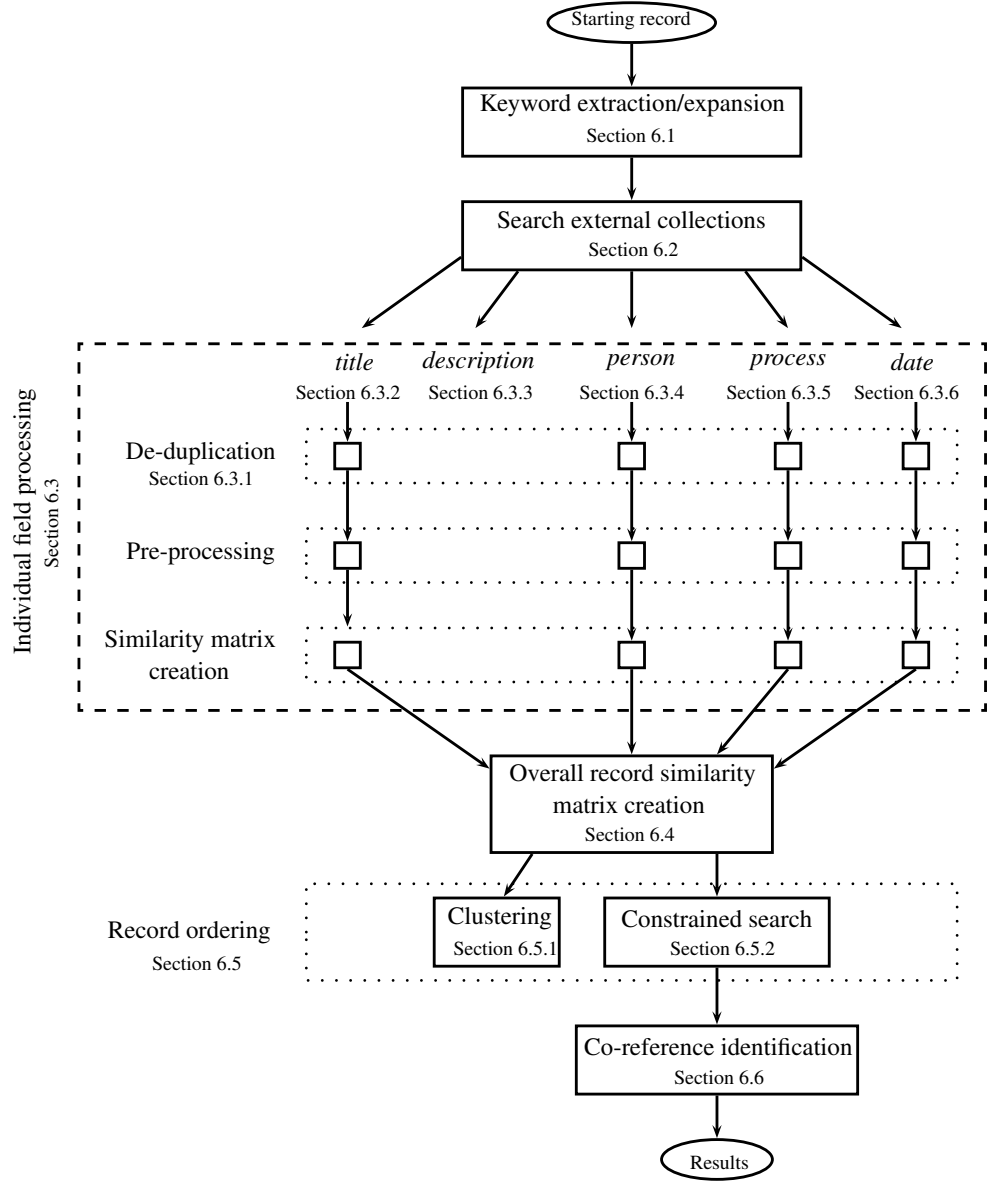 Starting record
Keyword extraction/expansion
Section 6.1
Search external collections
Section 6.2
Individual field processing
Section 6.3
title
Section 6.3.2
description
Section 6.3.3
person
Section 6.3.4
process
Section 6.3.5
date
Section 6.3.6
De-duplication
Section 6.3.1
Pre-processing
Similarity matrix
creation
Overall record similarity
matrix creation
Section 6.4
Record ordering
Section 6.5
Clustering
Section 6.5.1
Constrained search
Section 6.5.2
Co-reference identification
Section 6.6
Results